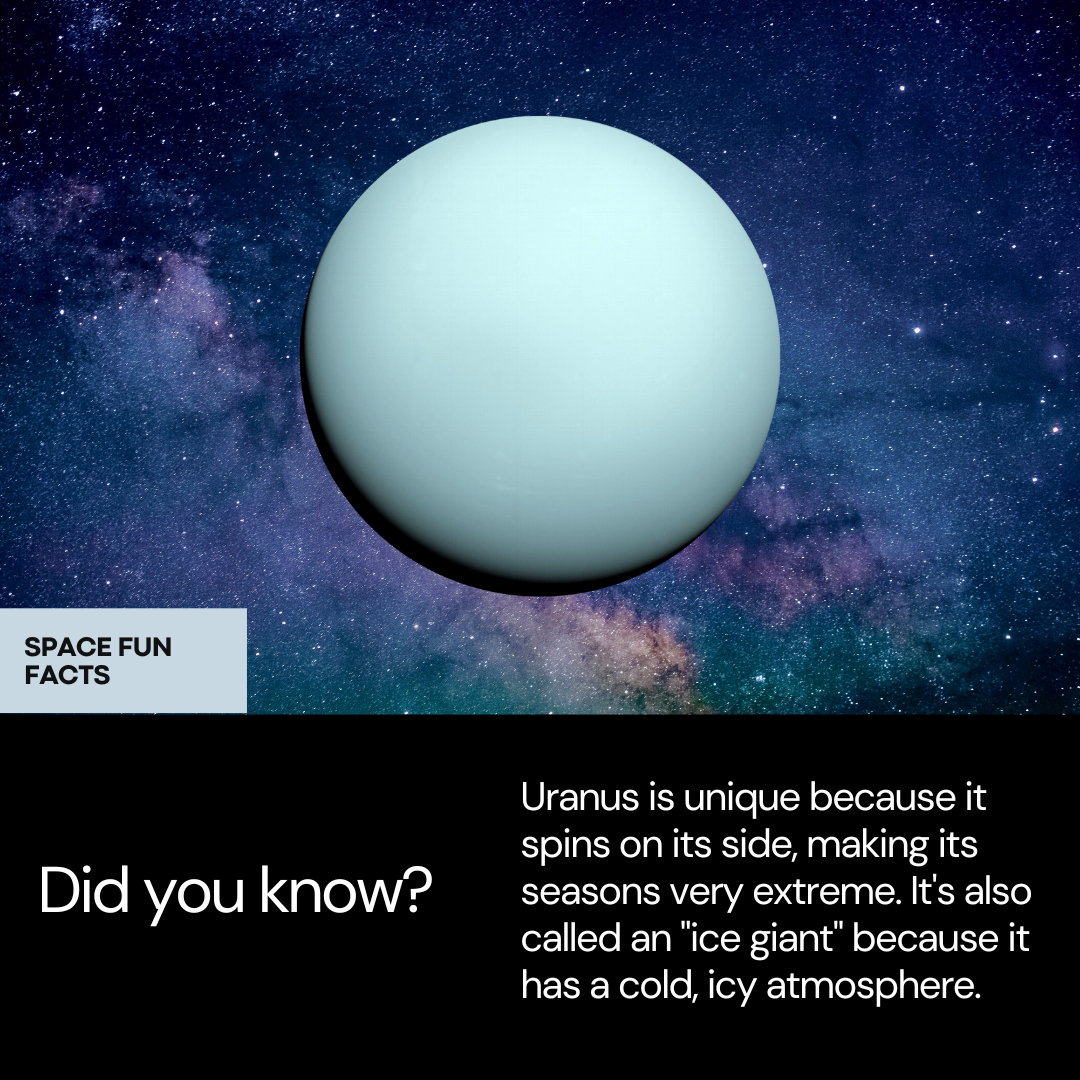 SPACE FUN
FACTS
Did you know?
Uranus is unique because it
spins on its side, making its
seasons very extreme. It's also
called an "ice giant" because it
has a cold, icy atmosphere.